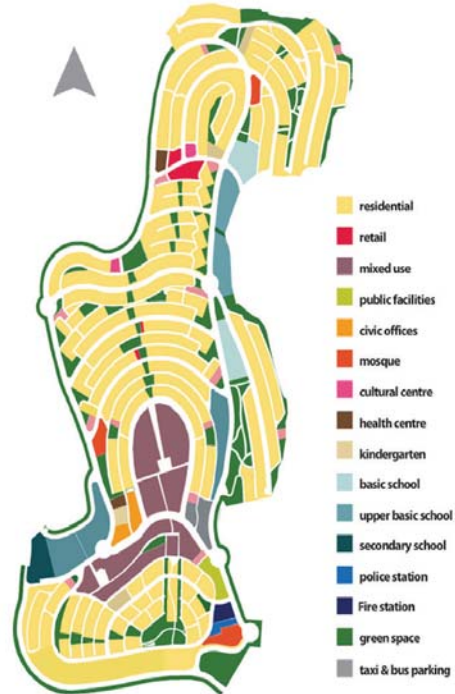 residential
retail
mixed use
public facilities
civic offices
mosque
cultural centre
health centre
kindergarten
basic school
upper basic school
secondary school
police station
Fire station
green space
taxi & bus parking